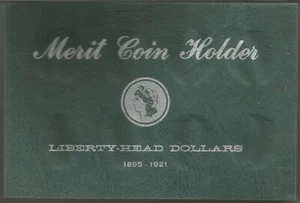 Merit Coin Holder
LIBERTY-HEAD DOLLARS
1895-1921